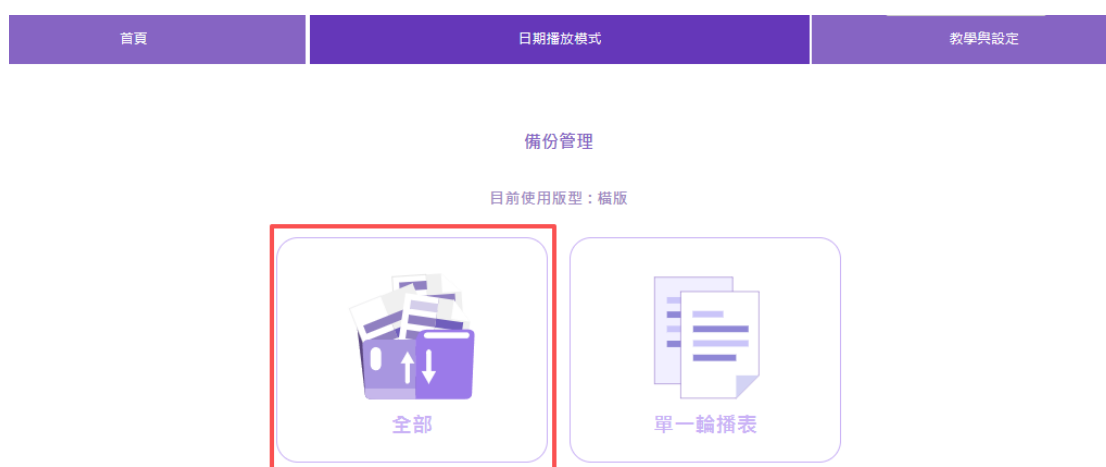 首頁
日期播放模式
教學與設定
備份管理
目前使用版型：橫版
全部
單一輪播表